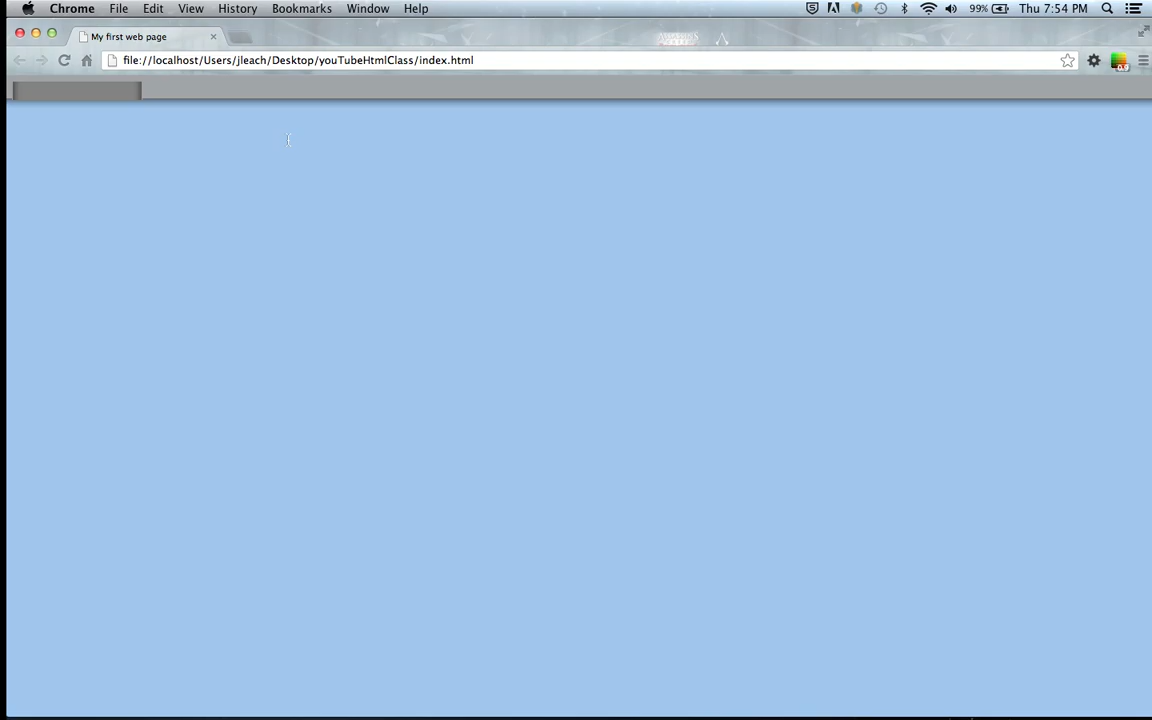 Chrome File Edit View History Bookmarks Window Help 99% Thu 7:54 PM
My first web page
file://localhost/Users/jleach/Desktop/youTubeHtmlClass/index.html